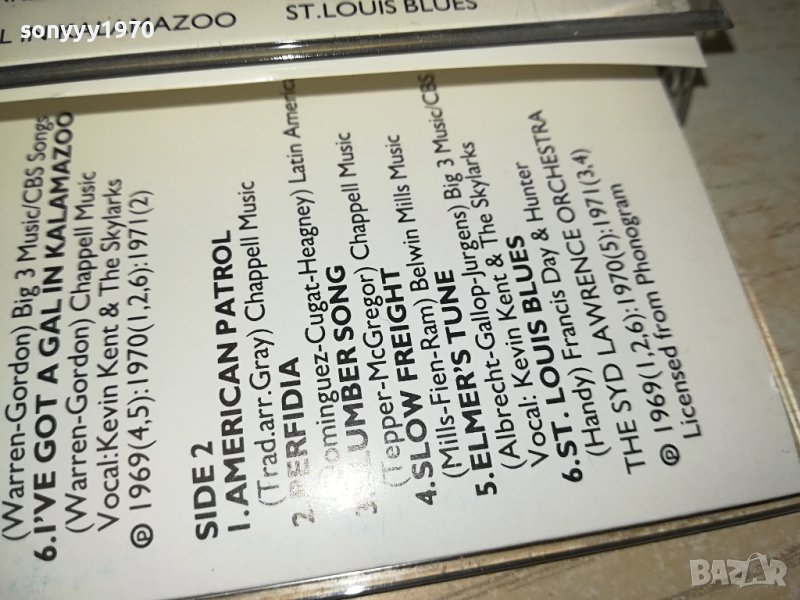 sonyyy1970
KALAMAZOO
ST.LOUIS BLUES
(Warren-Gordon) Big 3 Music/CBS Songs
6.I'VE GOT A GAL IN KALAMAZOO
(Warren-Gordon) Chappell Music
Vocal:Kevin Kent & The Skylarks
℗ 1969(4,5):1970(1,2,6):1971(2)
SIDE 2
1.AMERICAN PATROL
(Trad.arr.Gray) Chappell Music
2.PERFIDIA
(Dominguez-Cugat-Heagney) Latin America
3.SLUMBER SONG
(Tepper-McGregor) Chappell Music
4.SLOW FREIGHT
(Mills-Fien-Ram) Belwin Mills Music
5.ELMER'S TUNE
(Albrecht-Gallop-Jurgens) Big 3 Music/CBS
Vocal: Kevin Kent & The Skylarks
6.ST. LOUIS BLUES
(Handy) Francis Day & Hunter
THE SYD LAWRENCE ORCHESTRA
℗ 1969(1,2,6):1970(5):1971(3,4)
Licensed from Phonogram
BAZAR